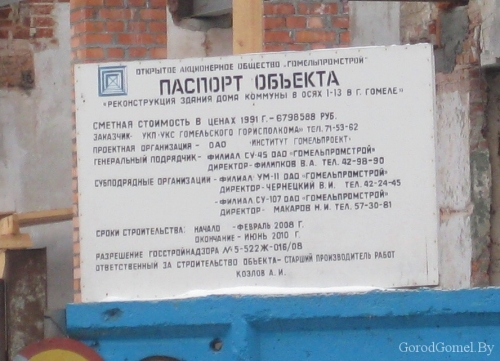 ОТКРЫТОЕ АКЦИОНЕРНОЕ ОБЩЕСТВО "ГОМЕЛЬПРОМСТРОЙ"
ПАСПОРТ ОБЪЕКТА
"РЕКОНСТРУКЦИЯ ЗДАНИЯ ДОМА КОММУНЫ В ОСЯХ 1-13 В Г. ГОМЕЛЕ"
СМЕТНАЯ СТОИМОСТЬ В ЦЕНАХ 1991 Г.- 6798588 РУБ.
ЗАКАЗЧИК- УКП "УКС ГОМЕЛЬСКОГО ГОРИСПОЛКОМА" ТЕЛ. 71-53-62
ПРОЕКТНАЯ ОРГАНИЗАЦИЯ - ОАО "ИНСТИТУТ ГОМЕЛЬПРОЕКТ"
ГЕНЕРАЛЬНЫЙ ПОДРЯДЧИК- ФИЛИАЛ СУ-45 ОАО "ГОМЕЛЬПРОМСТРОЙ"
ДИРЕКТОР- ФИЛИПКОВ В.А. ТЕЛ. 42-98-90
СУБПОДРЯДНЫЕ ОРГАНИЗАЦИИ - ФИЛИАЛ УМ-11 ОАО "ГОМЕЛЬПРОМСТРОЙ"
ДИРЕКТОР- ЧЕРНЕЦКИЙ В.И. ТЕЛ. 42-24-45
- ФИЛИАЛ СУ-107 ОАО "ГОМЕЛЬПРОМСТРОЙ"
ДИРЕКТОР- МАКАРОВ Н.И. ТЕЛ. 57-30-81
СРОКИ СТРОИТЕЛЬСТВА: НАЧАЛО -ФЕВРАЛЬ 2008 Г.
ОКОНЧАНИЕ - ИЮНЬ 2010 Г.
РАЗРЕШЕНИЕ ГОССТРОЙНАДЗОРА №5-522Ж-016/08
ОТВЕТСТВЕННЫЙ ЗА СТРОИТЕЛЬСТВО ОБЪЕКТА- СТАРШИЙ ПРОИЗВОДИТЕЛЬ РАБОТ
КОЗЛОВ А.И.
GorodGomel.By